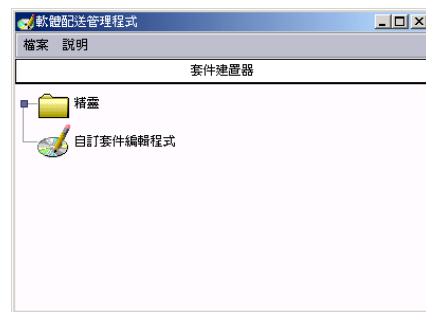 軟體配送管理程式
檔案 說明
套件建置器
精靈
自訂套件編輯程式